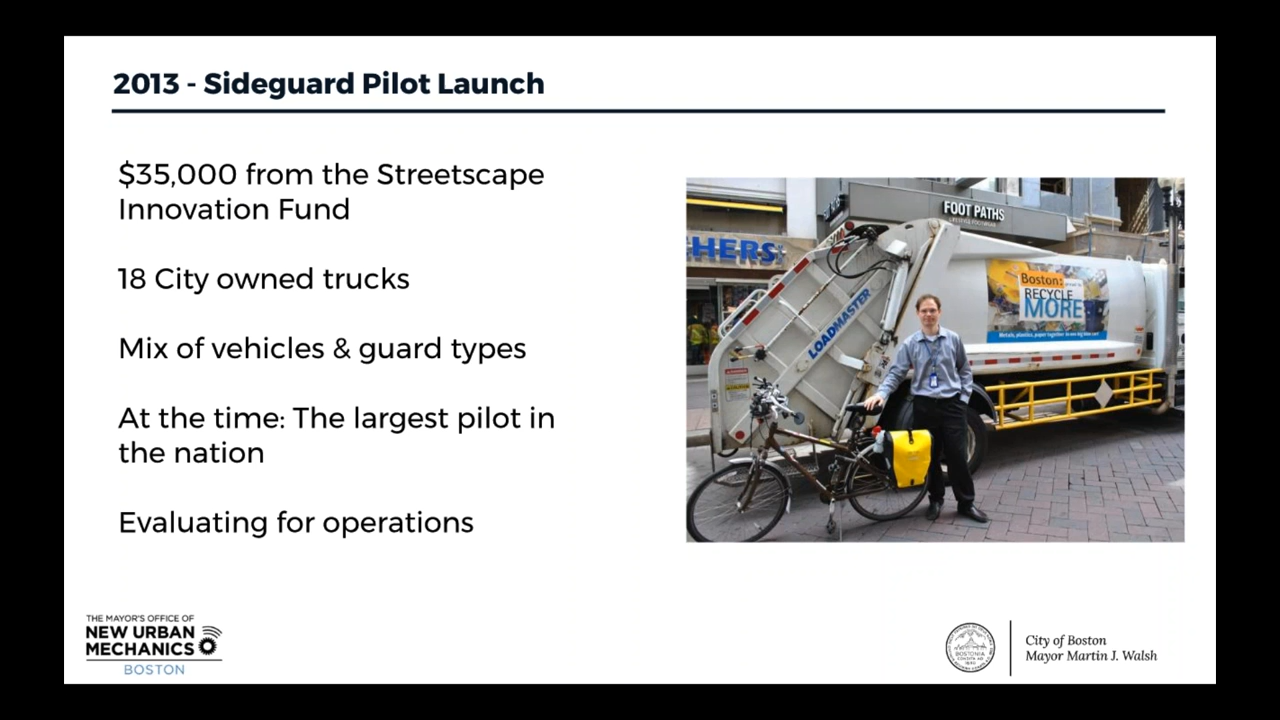 2013 - Sideguard Pilot Launch
$35,000 from the Streetscape
Innovation Fund
18 City owned trucks
Mix of vehicles & guard types
At the time: The largest pilot in
the nation
Evaluating for operations
FOOT PATHS
HERS
LOADMASTER
Boston:
RECYCLE
MORE
THE MAYOR'S OFFICE OF
NEW URBAN
MECHANICS
BOSTON
BOSTONIA
City of Boston
Mayor Martin J. Walsh